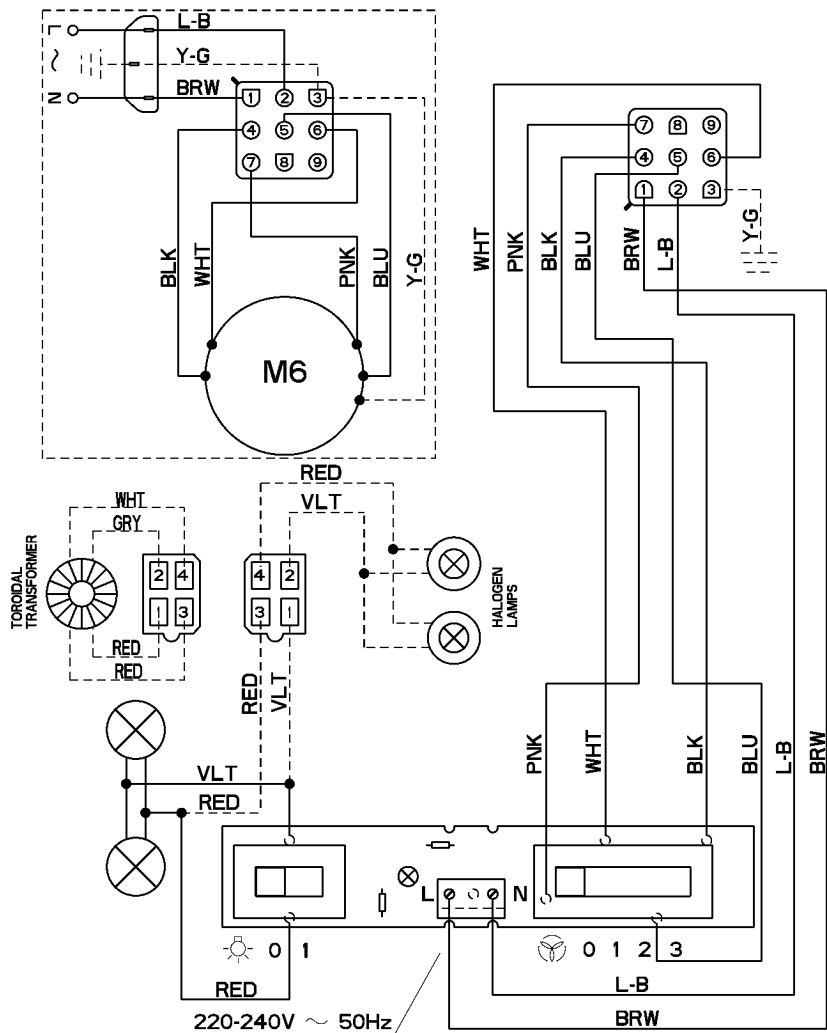 L
L-B
Y-G
N
BRW
1 2 3
4 5 6
7 8 9
BLK
WHT
PNK
BLU
Y-G
M6
7 8 9
4 5 6
1 2 3
WHT
PNK
BLK
BLU
BRW
L-B
Y-G
RED
VLT
WHT
GRY
TOROIDAL
TRANSFORMER
2 4
1 3
RED
RED
4 2
3 1
HALOGEN
LAMPS
RED
VLT
VLT
RED
PNK
WHT
BLK
BLU
L-B
BRW
L N
0 1
0 1 2 3
RED
L-B
220-240V ~ 50Hz
BRW